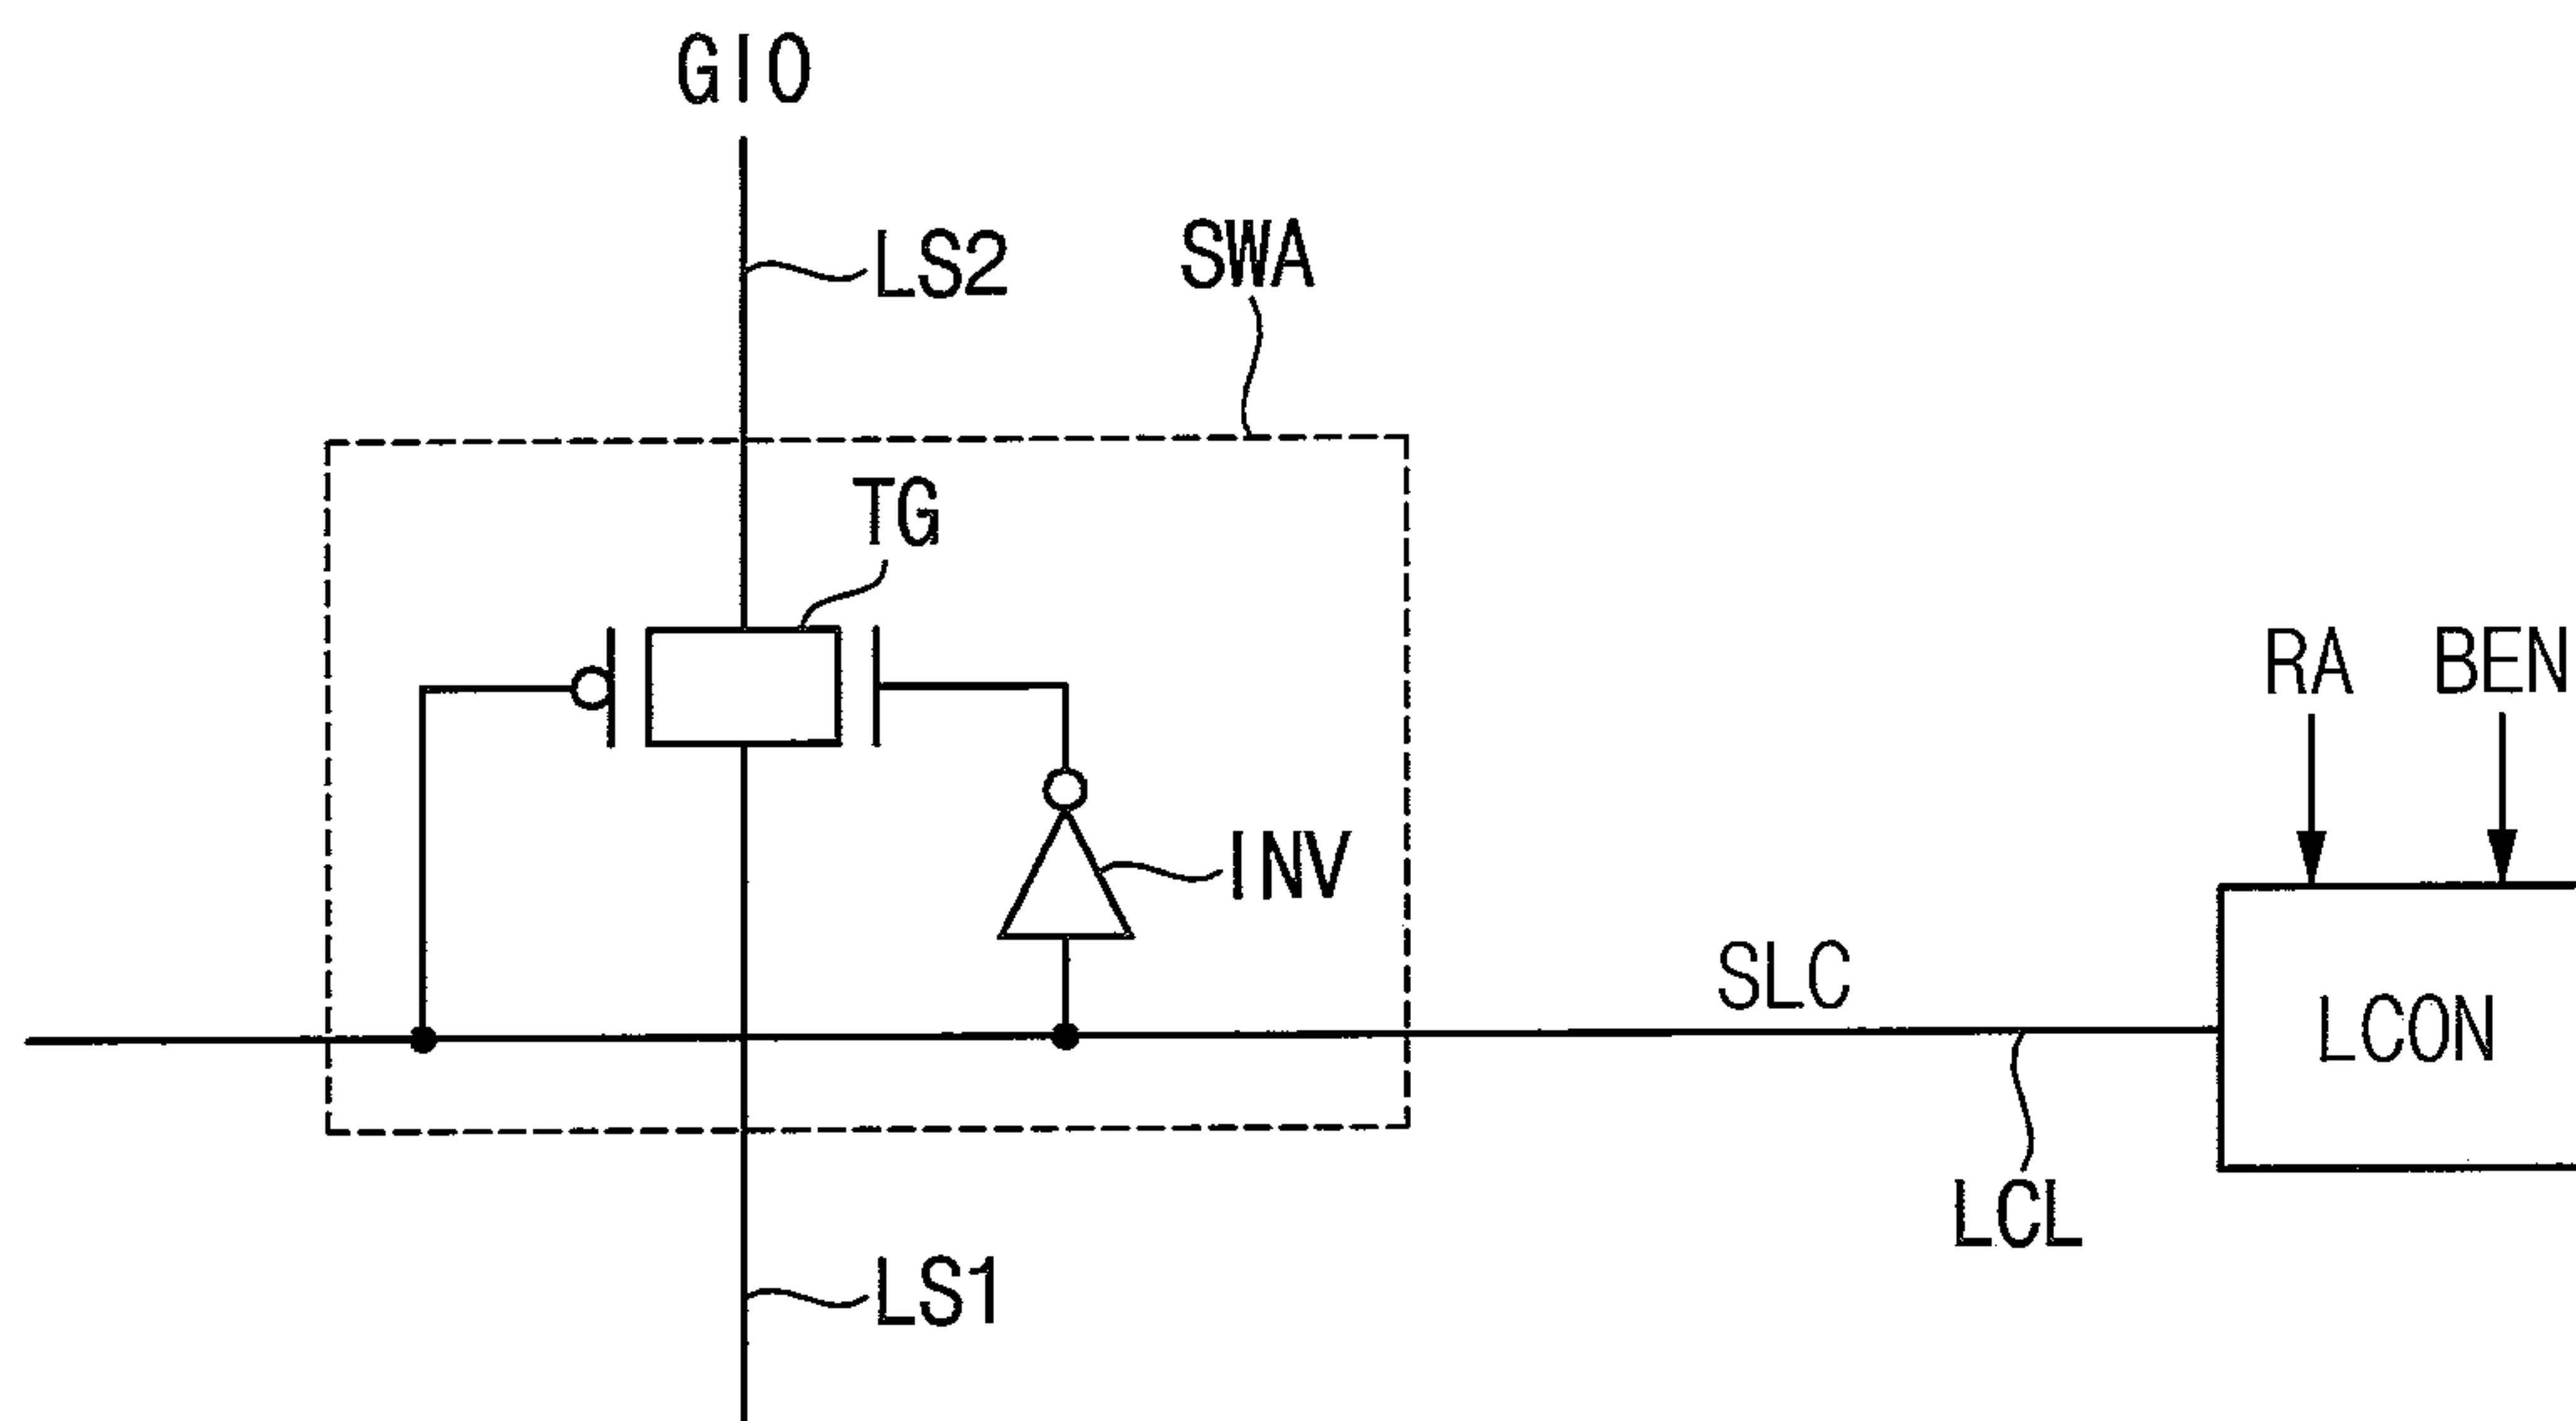 GIO
LS2
SWA
TG
RA
BEN
INV
SLC
LCON
LCL
LS1